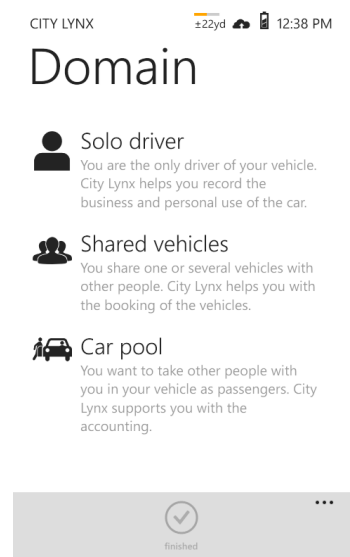 CITY LYNX ±22yd 12:38 PM
Domain
Solo driver
You are the only driver of your vehicle.
City Lynx helps you record the
business and personal use of the car.
Shared vehicles
You share one or several vehicles with
other people. City Lynx helps you with
the booking of the vehicles.
Car pool
You want to take other people with
you in your vehicle as passengers. City
Lynx supports you with the
accounting.
finished